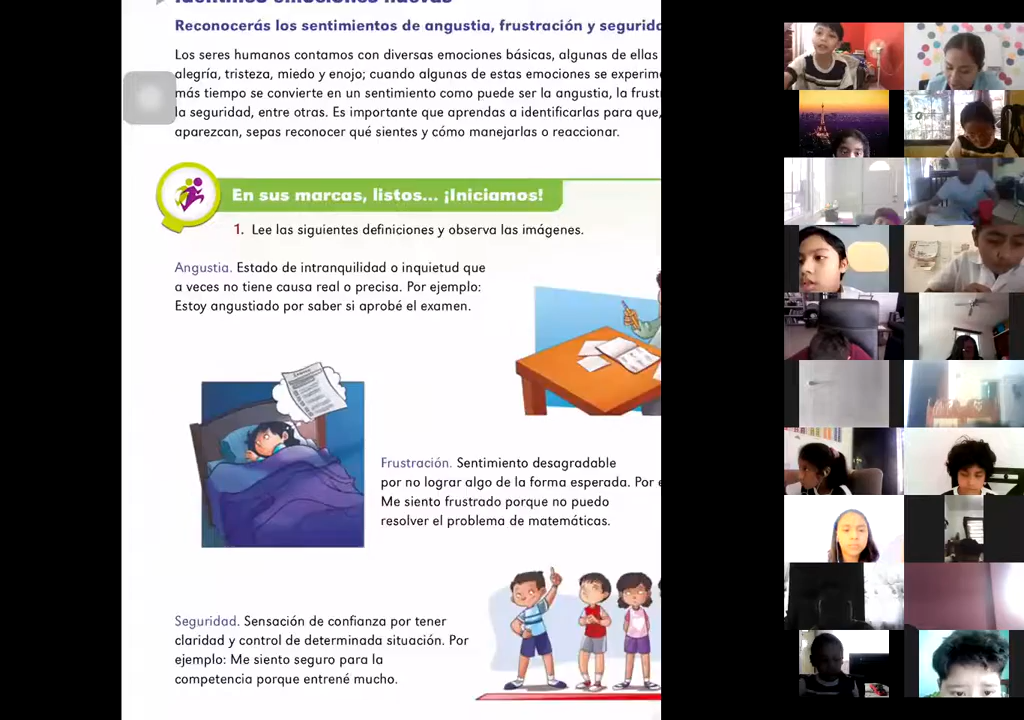 Identifico emociones nuevas
Reconocerás los sentimientos de angustia, frustración y segurid
Los seres humanos contamos con diversas emociones básicas, algunas de ellas
alegría, tristeza, miedo y enojo; cuando algunas de estas emociones se experim
más tiempo se convierte en un sentimiento como puede ser la angustia, la frust
la seguridad, entre otras. Es importante que aprendas a identificarlas para que,
aparezcan, sepas reconocer qué sientes y cómo manejarlas o reaccionar.
En sus marcas, listos... ¡Iniciamos!
1. Lee las siguientes definiciones y observa las imágenes.
Angustia. Estado de intranquilidad o inquietud que
a veces no tiene causa real o precisa. Por ejemplo:
Estoy angustiado por saber si aprobé el examen.
Frustración. Sentimiento desagradable
por no lograr algo de la forma esperada. Por e
Me siento frustrado porque no puedo
resolver el problema de matemáticas.
Seguridad. Sensación de confianza por tener
claridad y control de determinada situación. Por
ejemplo: Me siento seguro para la
competencia porque entrené mucho.